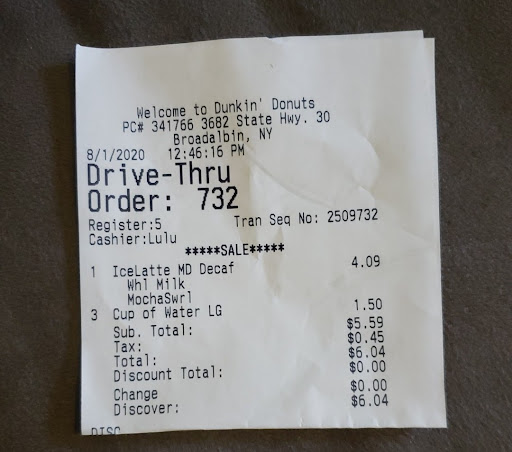 Welcome to Dunkin' Donuts
PC# 341766 3682 State Hwy. 30
Broadalbin, NY
8/1/2020 12:46:16 PM
Drive-Thru
Order: 732
Register:5 Tran Seq No: 2509732
Cashier:Lulu
*****SALE*****
1 IceLatte MD Decaf 4.09
Whl Milk
MochaSwrl
3 Cup of Water LG 1.50
Sub. Total: $5.59
Tax: $0.45
Total: $6.04
Discount Total: $0.00
Change $0.00
Discover: $6.04
DISC